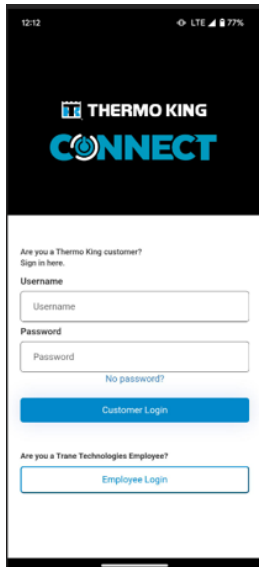 12:12 LTE 77%
THERMO KING
CONNECT
Are you a Thermo King customer?
Sign in here.
Username
Username
Password
Password
No password?
Customer Login
Are you a Trane Technologies Employee?
Employee Login